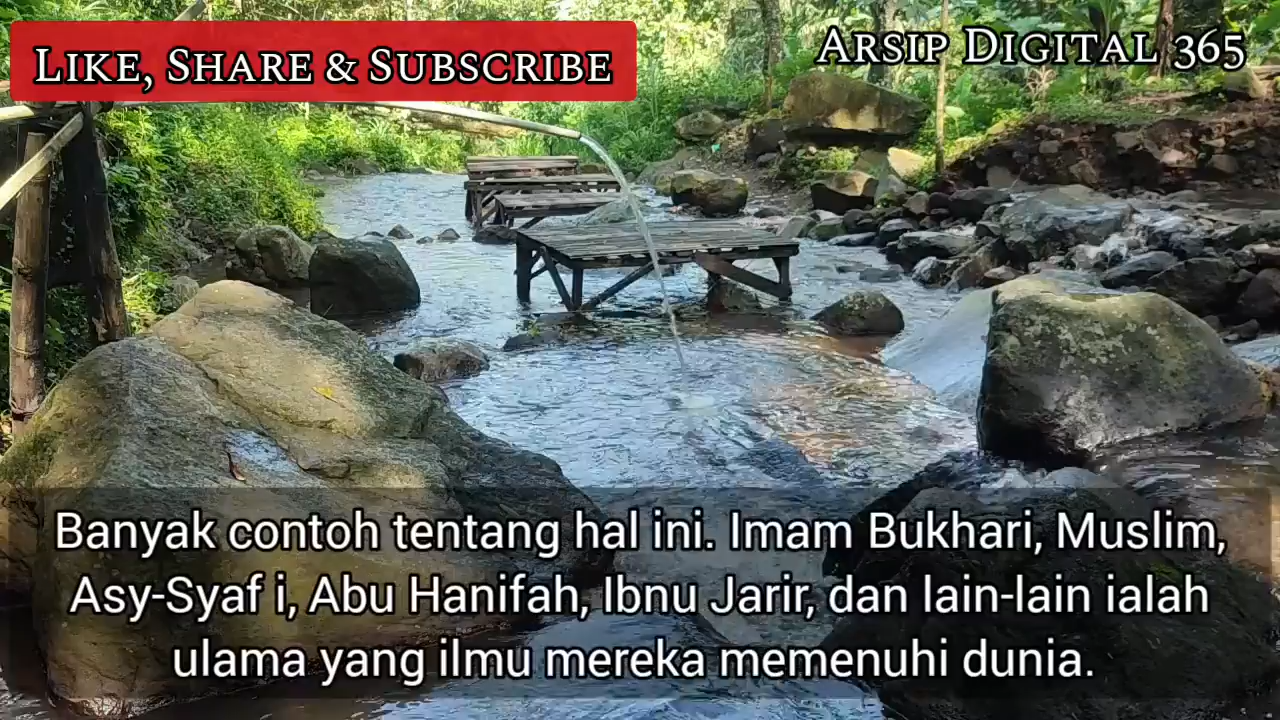 LIKE, SHARE & SUBSCRIBE
ARSIP DIGITAL 365
Banyak contoh tentang hal ini. Imam Bukhari, Muslim,
Asy-Syaf i, Abu Hanifah, Ibnu Jarir, dan lain-lain ialah
ulama yang ilmu mereka memenuhi dunia.